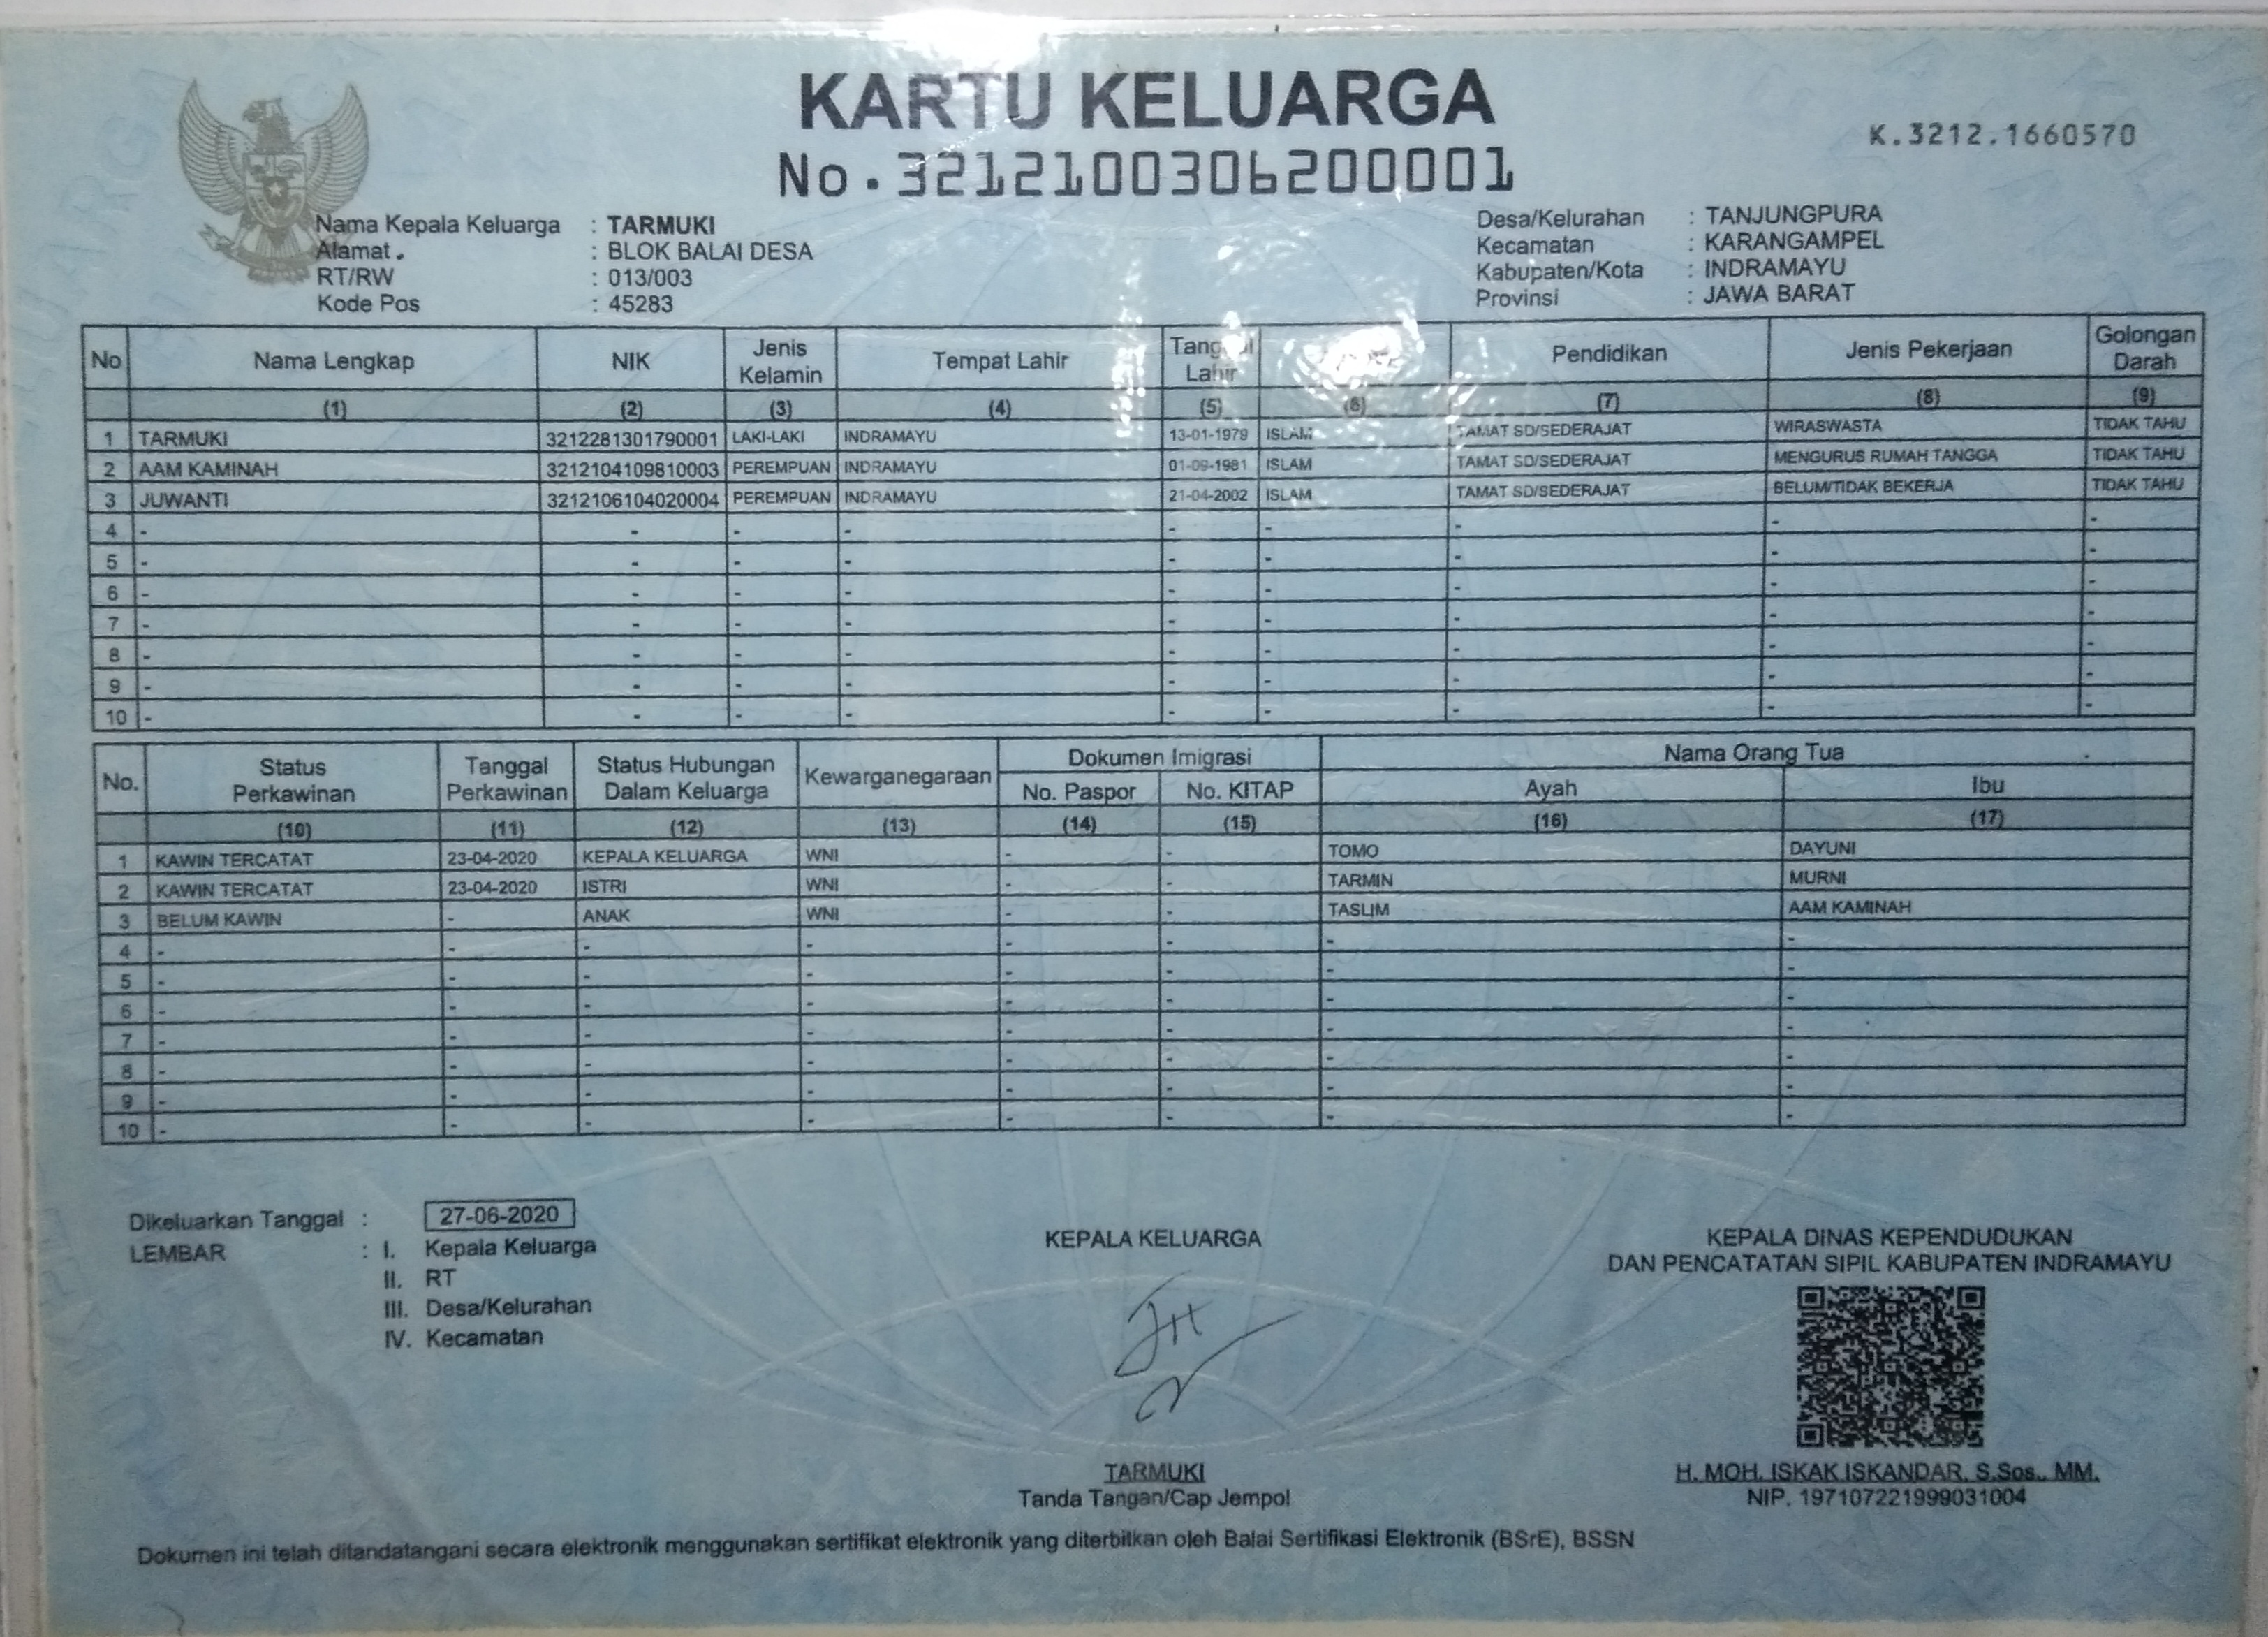 KARTU KELUARGA
No. 3212100306200001
K.3212.1660570
Nama Kepala Keluarga : TARMUKI
Alamat : BLOK BALAI DESA
RT/RW : 013/003
Kode Pos : 45283
Desa/Kelurahan : TANJUNGPURA
Kecamatan : KARANGAMPEL
Kabupaten/Kota : INDRAMAYU
Provinsi : JAWA BARAT
No Nama Lengkap NIK Jenis Kelamin Tempat Lahir Tanggal Lahir Pendidikan Jenis Pekerjaan Golongan Darah
(1) (2) (3) (4) (5) (6) (7) (8) (9)
1 TARMUKI 3212281301790001 LAKI-LAKI INDRAMAYU 13-01-1979 ISLAM TAMAT SD/SEDERAJAT WIRASWASTA TIDAK TAHU
2 AAM KAMINAH 3212104109810003 PEREMPUAN INDRAMAYU 01-09-1981 ISLAM TAMAT SD/SEDERAJAT MENGURUS RUMAH TANGGA TIDAK TAHU
3 JUWANTI 3212106104020004 PEREMPUAN INDRAMAYU 21-04-2002 ISLAM TAMAT SD/SEDERAJAT BELUM/TIDAK BEKERJA TIDAK TAHU
4 - - - - - - - - -
5 - - - - - - - - -
6 - - - - - - - - -
7 - - - - - - - - -
8 - - - - - - - - -
9 - - - - - - - - -
10 - - - - - - - - -
No. Status Perkawinan Tanggal Perkawinan Status Hubungan Dalam Keluarga Kewarganegaraan Dokumen Imigrasi Nama Orang Tua
No. Paspor No. KITAP Ayah Ibu
(10) (11) (12) (13) (14) (15) (16) (17)
1 KAWIN TERCATAT 23-04-2020 KEPALA KELUARGA WNI - - TOMO DAYUNI
2 KAWIN TERCATAT 23-04-2020 ISTRI WNI - - TARMIN MURNI
3 BELUM KAWIN - ANAK WNI - - TASLIM AAM KAMINAH
4 - - - - - - - -
5 - - - - - - - -
6 - - - - - - - -
7 - - - - - - - -
8 - - - - - - - -
9 - - - - - - - -
10 - - - - - - - -
Dikeluarkan Tanggal : 27-06-2020
LEMBAR : I. Kepala Keluarga
II. RT
III. Desa/Kelurahan
IV. Kecamatan
KEPALA KELUARGA
TARMUKI
Tanda Tangan/Cap Jempol
KEPALA DINAS KEPENDUDUKAN
DAN PENCATATAN SIPIL KABUPATEN INDRAMAYU
H. MOH. ISKAK ISKANDAR, S.Sos., MM.
NIP. 197107221999031004
Dokumen ini telah ditandatangani secara elektronik menggunakan sertifikat elektronik yang diterbitkan oleh Balai Sertifikasi Elektronik (BSrE), BSSN